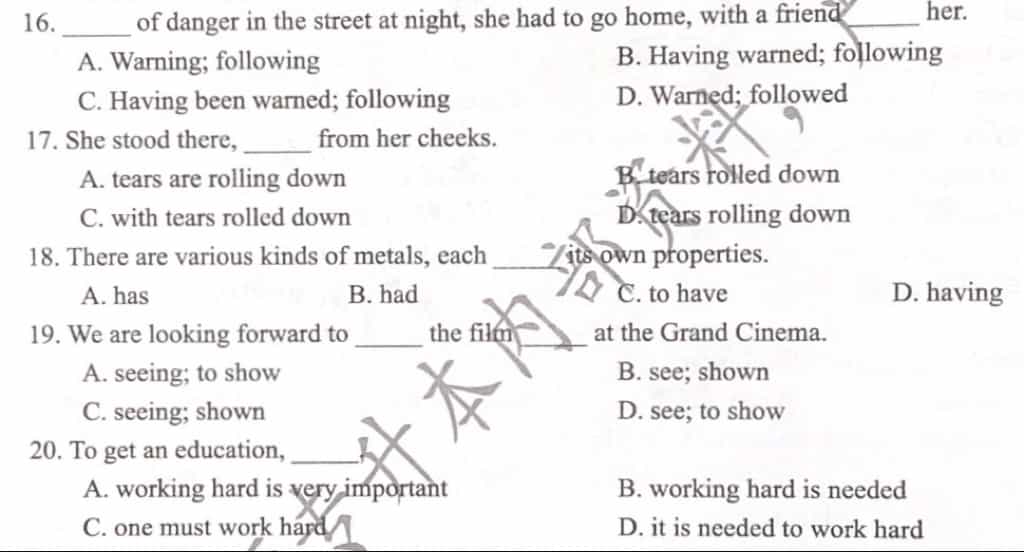 16. ______ of danger in the street at night, she had to go home, with a friend ______ her.
A. Warning; following B. Having warned; following
C. Having been warned; following D. Warned; followed
17. She stood there, ______ from her cheeks.
A. tears are rolling down B. tears rolled down
C. with tears rolled down D. tears rolling down
18. There are various kinds of metals, each ______ its own properties.
A. has B. had C. to have D. having
19. We are looking forward to ______ the film ______ at the Grand Cinema.
A. seeing; to show B. see; shown
C. seeing; shown D. see; to show
20. To get an education, ______
A. working hard is very important B. working hard is needed
C. one must work hard D. it is needed to work hard
升本内部资料,